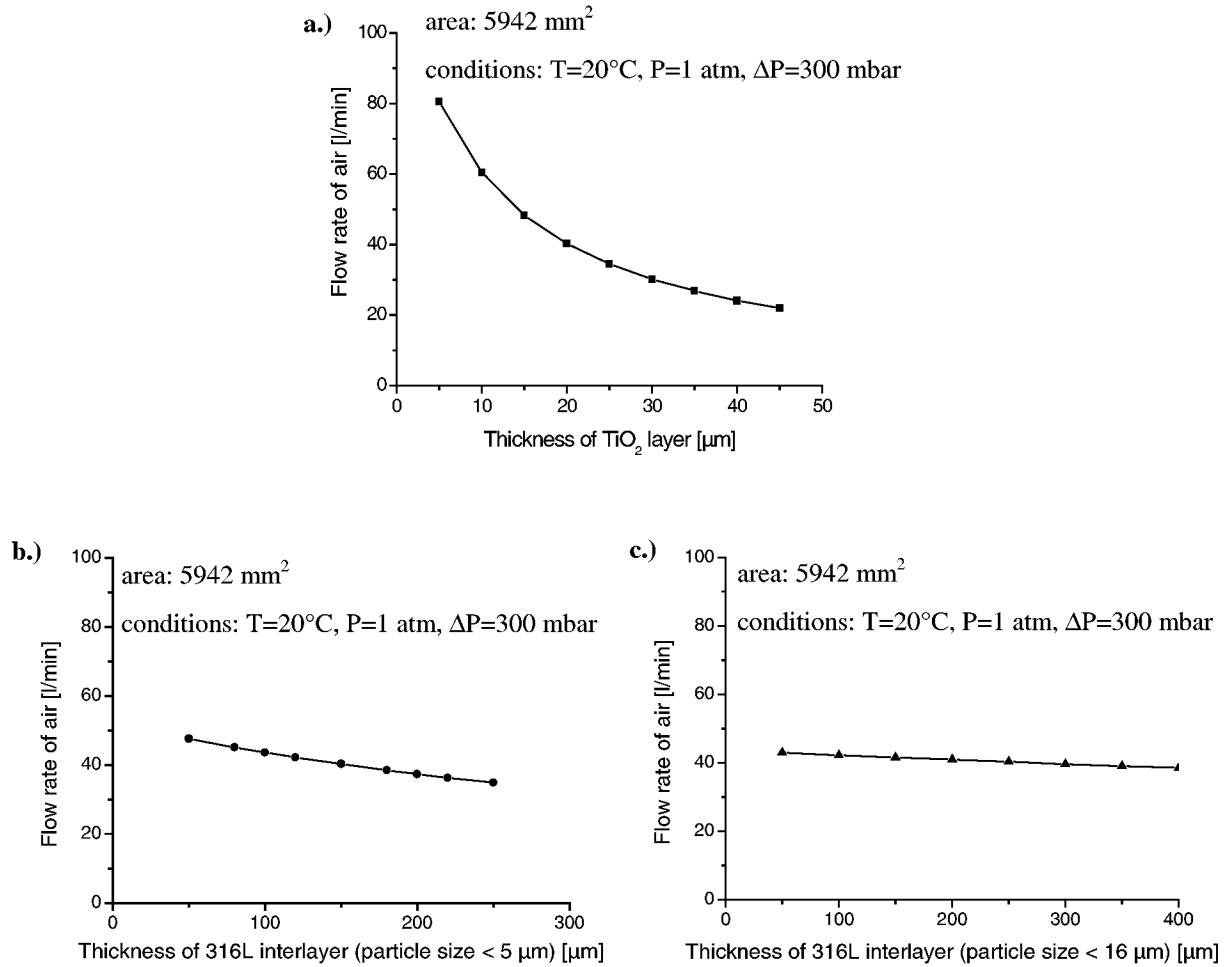 a.)
area: 5942 mm²
conditions: T=20°C, P=1 atm, ΔP=300 mbar
Flow rate of air [l/min]
100
80
60
40
20
0
0 10 20 30 40 50
Thickness of TiO₂ layer [µm]
b.)
area: 5942 mm²
conditions: T=20°C, P=1 atm, ΔP=300 mbar
Flow rate of air [l/min]
100
80
60
40
20
0
0 100 200 300
Thickness of 316L interlayer (particle size < 5 µm) [µm]
c.)
area: 5942 mm²
conditions: T=20°C, P=1 atm, ΔP=300 mbar
Flow rate of air [l/min]
100
80
60
40
20
0
0 100 200 300 400
Thickness of 316L interlayer (particle size < 16 µm) [µm]